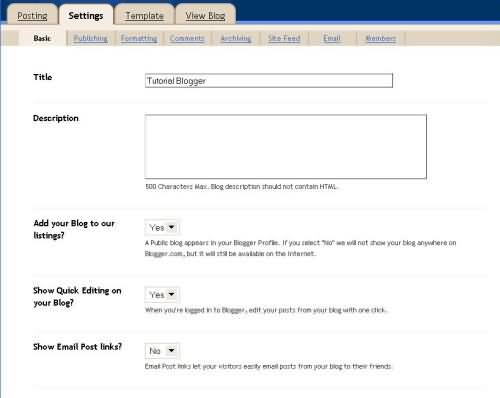 Posting Settings Template View Blog
Basic Publishing Formatting Comments Archiving Site Feed Email Members
Title
Tutorial Blogger
Description
500 Characters Max. Blog description should not contain HTML.
Add your Blog to our
listings?
Yes
A Public blog appears in your Blogger Profile. If you select "No" we will not show your blog anywhere on
Blogger.com, but it will still be available on the Internet.
Show Quick Editing on
your Blog?
Yes
When you're logged in to Blogger, edit your posts from your blog with one click.
Show Email Post links?
No
Email Post links let your visitors easily email posts from your blog to their friends.